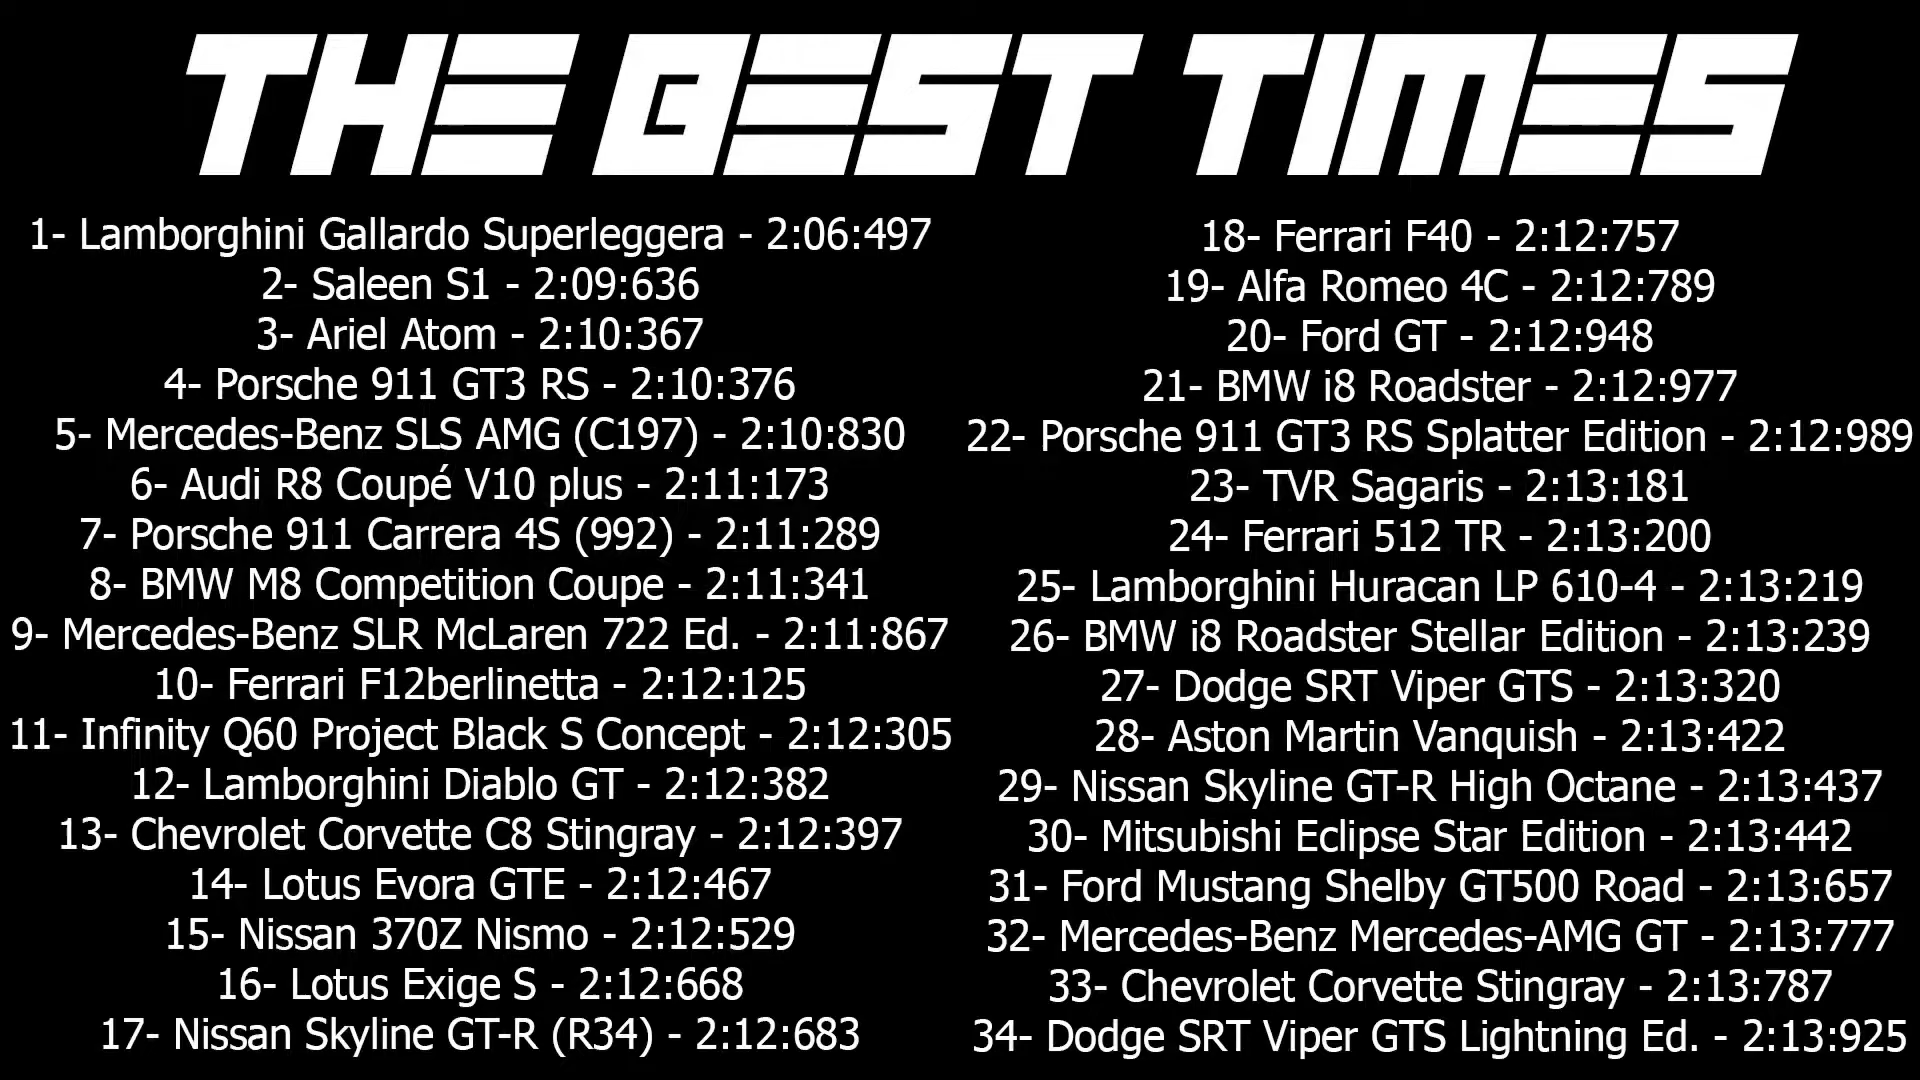 THE BEST TIMES
1- Lamborghini Gallardo Superleggera - 2:06:497
2- Saleen S1 - 2:09:636
3- Ariel Atom - 2:10:367
4- Porsche 911 GT3 RS - 2:10:376
5- Mercedes-Benz SLS AMG (C197) - 2:10:830
6- Audi R8 Coupé V10 plus - 2:11:173
7- Porsche 911 Carrera 4S (992) - 2:11:289
8- BMW M8 Competition Coupe - 2:11:341
9- Mercedes-Benz SLR McLaren 722 Ed. - 2:11:867
10- Ferrari F12berlinetta - 2:12:125
11- Infinity Q60 Project Black S Concept - 2:12:305
12- Lamborghini Diablo GT - 2:12:382
13- Chevrolet Corvette C8 Stingray - 2:12:397
14- Lotus Evora GTE - 2:12:467
15- Nissan 370Z Nismo - 2:12:529
16- Lotus Exige S - 2:12:668
17- Nissan Skyline GT-R (R34) - 2:12:683
18- Ferrari F40 - 2:12:757
19- Alfa Romeo 4C - 2:12:789
20- Ford GT - 2:12:948
21- BMW i8 Roadster - 2:12:977
22- Porsche 911 GT3 RS Splatter Edition - 2:12:989
23- TVR Sagaris - 2:13:181
24- Ferrari 512 TR - 2:13:200
25- Lamborghini Huracan LP 610-4 - 2:13:219
26- BMW i8 Roadster Stellar Edition - 2:13:239
27- Dodge SRT Viper GTS - 2:13:320
28- Aston Martin Vanquish - 2:13:422
29- Nissan Skyline GT-R High Octane - 2:13:437
30- Mitsubishi Eclipse Star Edition - 2:13:442
31- Ford Mustang Shelby GT500 Road - 2:13:657
32- Mercedes-Benz Mercedes-AMG GT - 2:13:777
33- Chevrolet Corvette Stingray - 2:13:787
34- Dodge SRT Viper GTS Lightning Ed. - 2:13:925